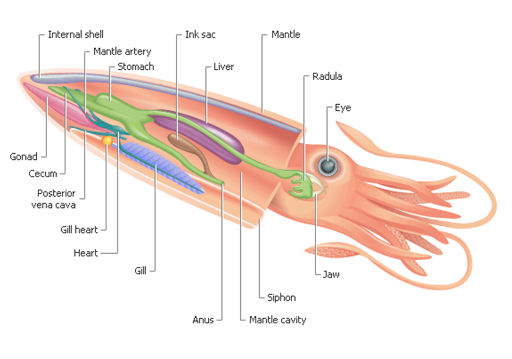 Internal shell
Mantle artery
Stomach
Ink sac
Liver
Mantle
Radula
Eye
Gonad
Cecum
Posterior
vena cava
Gill heart
Heart
Gill
Anus
Mantle cavity
Siphon
Jaw